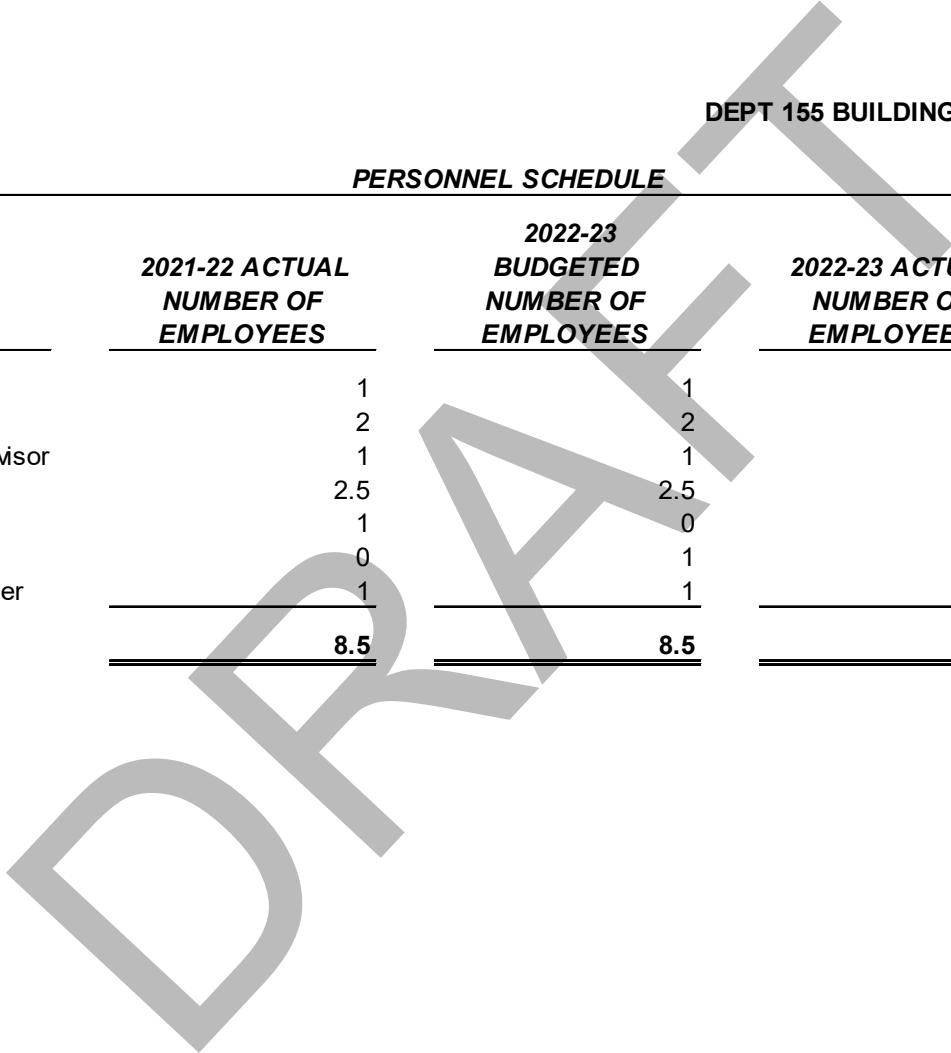 DEPT 155 BUILDING
PERSONNEL SCHEDULE
2022-23
2021-22 ACTUAL BUDGETED 2022-23 ACTU
NUMBER OF NUMBER OF NUMBER O
EMPLOYEES EMPLOYEES EMPLOYEE
1 1
2 2
visor 1 1
2.5 2.5
1 0
0 1
er 1 1
8.5 8.5
DRAFT